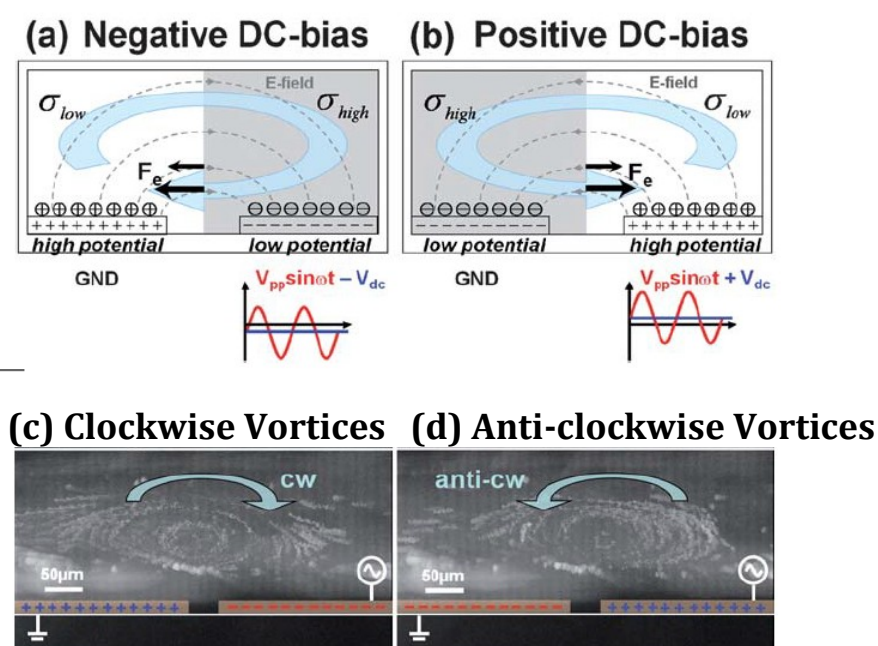 (a) Negative DC-bias
(b) Positive DC-bias
E-field
σlow
σhigh
Fe
⊕⊕⊕⊕⊕⊕⊕
⊖⊖⊖⊖⊖⊖⊖
+ + + + + + +
− − − − − − −
high potential
low potential
GND
Vppsinωt − Vdc
E-field
σhigh
σlow
Fe
⊖⊖⊖⊖⊖⊖⊖
⊕⊕⊕⊕⊕⊕⊕
− − − − − − −
+ + + + + + +
low potential
high potential
GND
Vppsinωt + Vdc
(c) Clockwise Vortices
(d) Anti-clockwise Vortices
cw
50μm
anti-cw
50μm